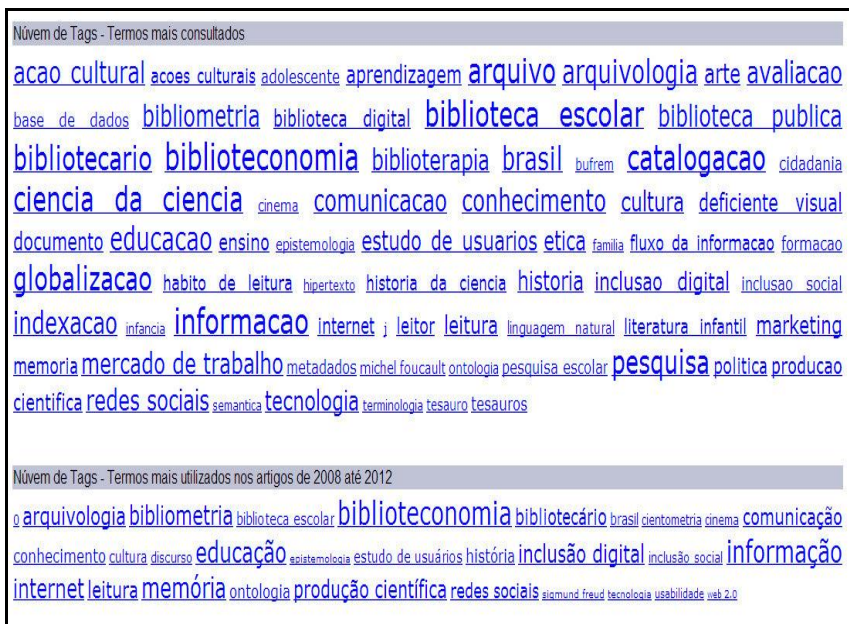 Núvem de Tags - Termos mais consultados
acao cultural acoes culturais adolescente aprendizagem arquivo arquivologia arte avaliacao
base de dados bibliometria biblioteca digital biblioteca escolar biblioteca publica
bibliotecario biblioteconomia biblioterapia brasil bufrem catalogacao cidadania
ciencia da ciencia cinema comunicacao conhecimento cultura deficiente visual
documento educacao ensino epistemologia estudo de usuarios etica familia fluxo da informacao formacao
globalizacao habito de leitura hipertexto historia da ciencia historia inclusao digital inclusao social
indexacao infancia informacao internet j leitor leitura linguagem natural literatura infantil marketing
memoria mercado de trabalho metadados michel foucault ontologia pesquisa escolar pesquisa politica producao
cientifica redes sociais semantica tecnologia terminologia tesauro tesauros
Núvem de Tags - Termos mais utilizados nos artigos de 2008 até 2012
0 arquivologia bibliometria biblioteca escolar biblioteconomia bibliotecário brasil cientometria cinema comunicação
conhecimento cultura discurso educação epistemologia estudo de usuários história inclusão digital inclusão social informação
internet leitura memória ontologia produção científica redes sociais sigmund freud tecnologia usabilidade web 2.0